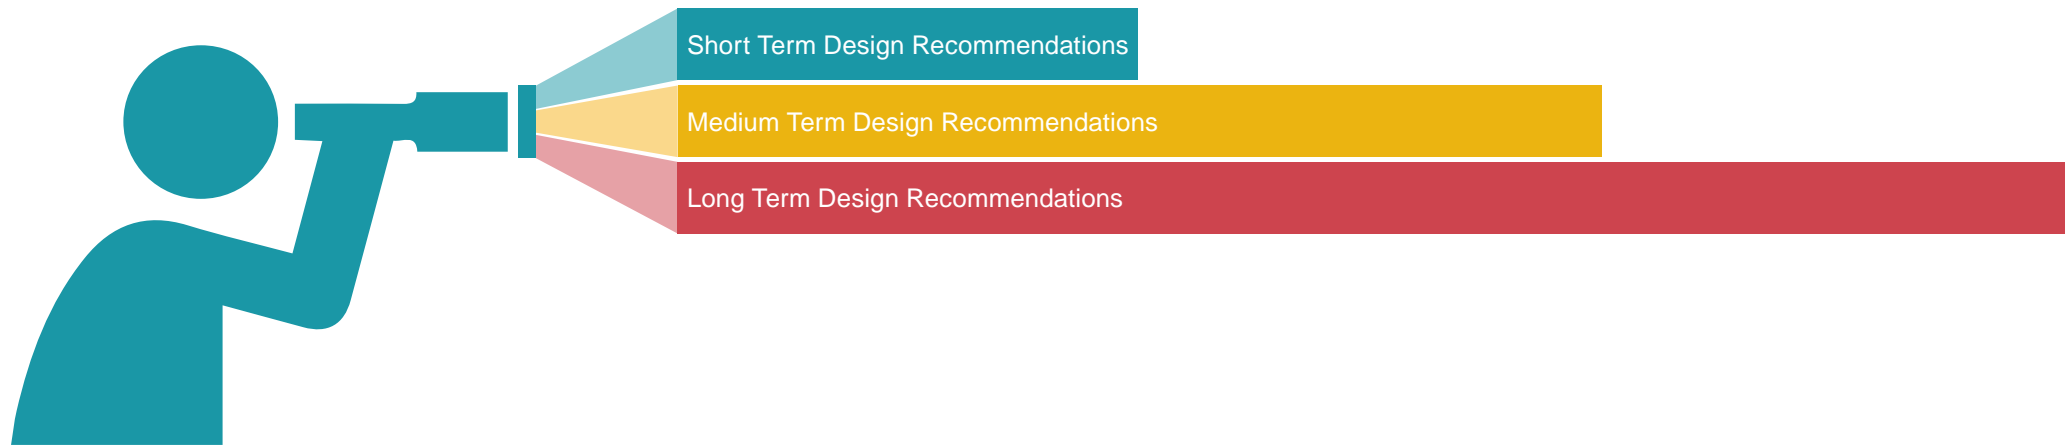 Short Term Design Recommendations
Medium Term Design Recommendations
Long Term Design Recommendations